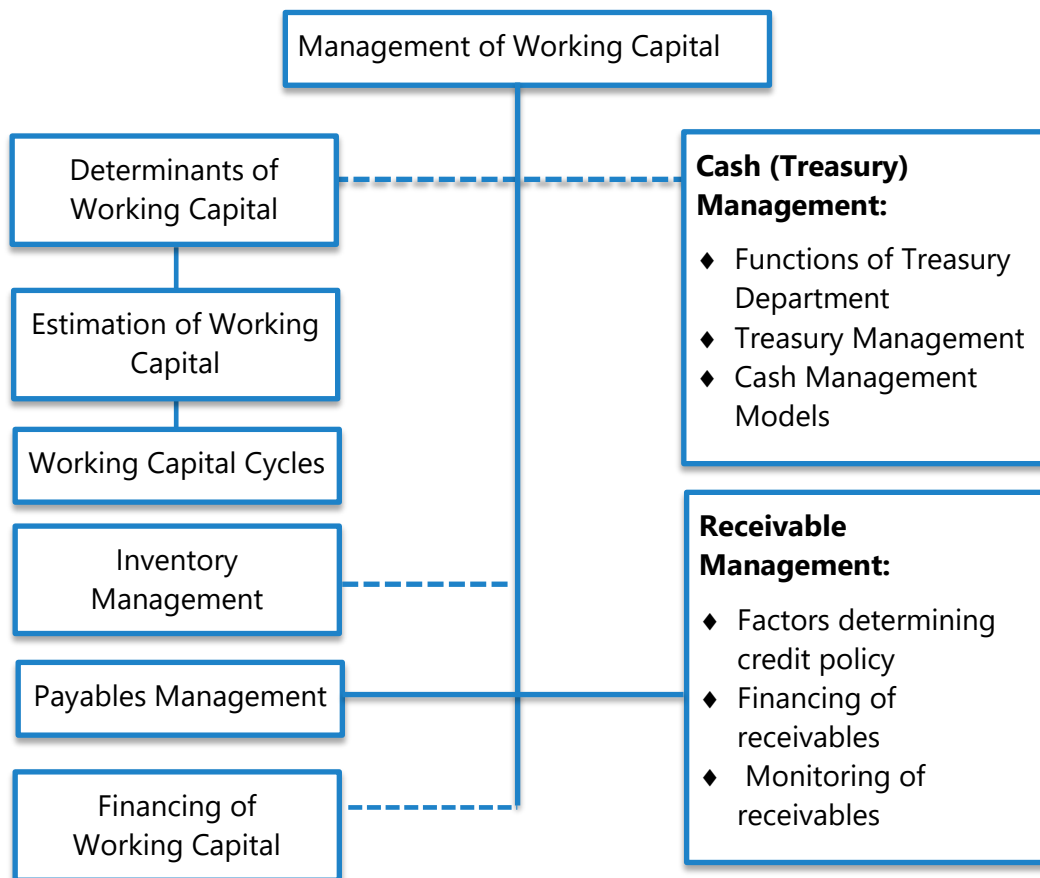 Management of Working Capital
Determinants of
Working Capital
Estimation of Working
Capital
Working Capital Cycles
Inventory
Management
Payables Management
Financing of
Working Capital
Cash (Treasury)
Management:
♦ Functions of Treasury
Department
♦ Treasury Management
♦ Cash Management
Models
Receivable
Management:
♦ Factors determining
credit policy
♦ Financing of
receivables
♦ Monitoring of
receivables